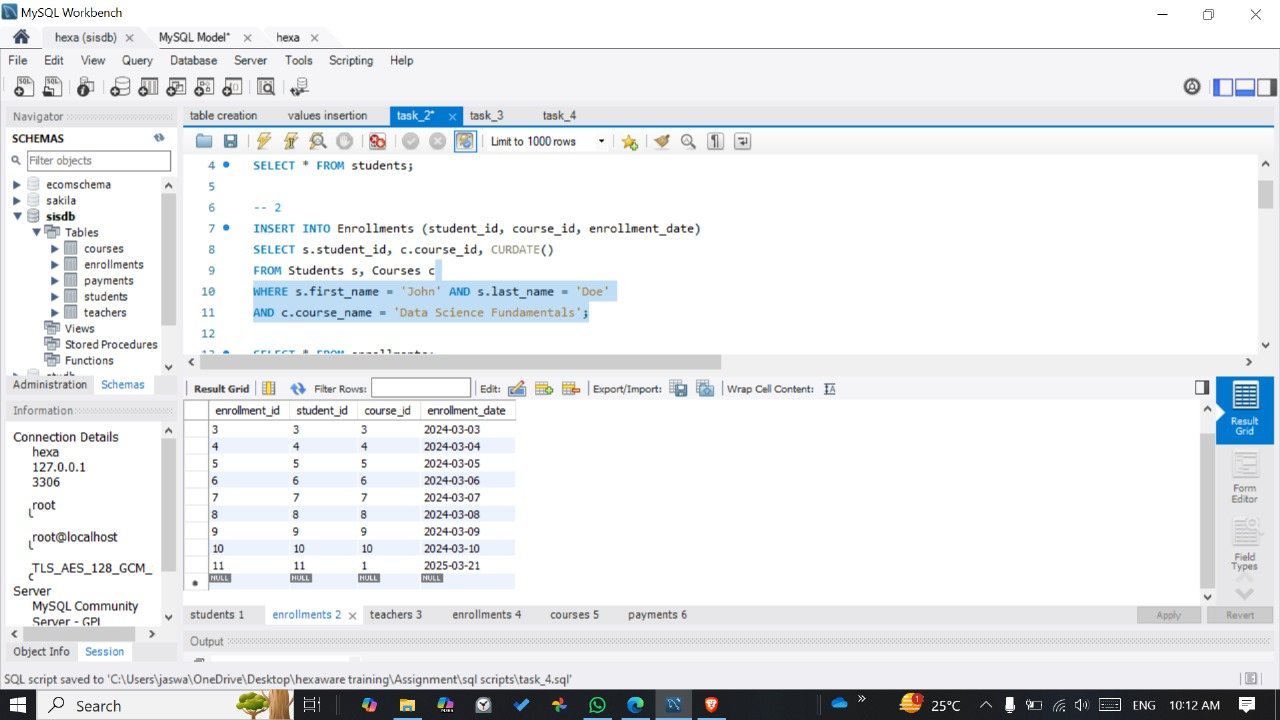 MySQL Workbench
hexa (sisdb) MySQL Model* hexa
File Edit View Query Database Server Tools Scripting Help
Navigator
SCHEMAS
Filter objects
ecomschema
sakila
sisdb
Tables
courses
enrollments
payments
students
teachers
Views
Stored Procedures
Functions
Administration Schemas
Information
Connection Details
hexa
127.0.0.1
3306
root
root@localhost
TLS_AES_128_GCM_
Server
MySQL Community
Server - GPL
Object Info Session
table creation values insertion task_2* task_3 task_4
Limit to 1000 rows
4 SELECT * FROM students;
5
6 -- 2
7 INSERT INTO Enrollments (student_id, course_id, enrollment_date)
8 SELECT s.student_id, c.course_id, CURDATE()
9 FROM Students s, Courses c
10 WHERE s.first_name = 'John' AND s.last_name = 'Doe'
11 AND c.course_name = 'Data Science Fundamentals';
12
13 SELECT * FROM enrollments;
Result Grid Filter Rows: Edit: Export/Import: Wrap Cell Content:
enrollment_id student_id course_id enrollment_date
3 3 3 2024-03-03
4 4 4 2024-03-04
5 5 5 2024-03-05
6 6 6 2024-03-06
7 7 7 2024-03-07
8 8 8 2024-03-08
9 9 9 2024-03-09
10 10 10 2024-03-10
11 11 1 2025-03-21
NULL NULL NULL NULL
Result Grid
Form Editor
Field Types
students 1 enrollments 2 teachers 3 enrollments 4 courses 5 payments 6
Apply Revert
Output
SQL script saved to 'C:\Users\jaswa\OneDrive\Desktop\hexaware training\Assignment\sql scripts\task_4.sql'
Search 1 25°C ENG 10:12 AM